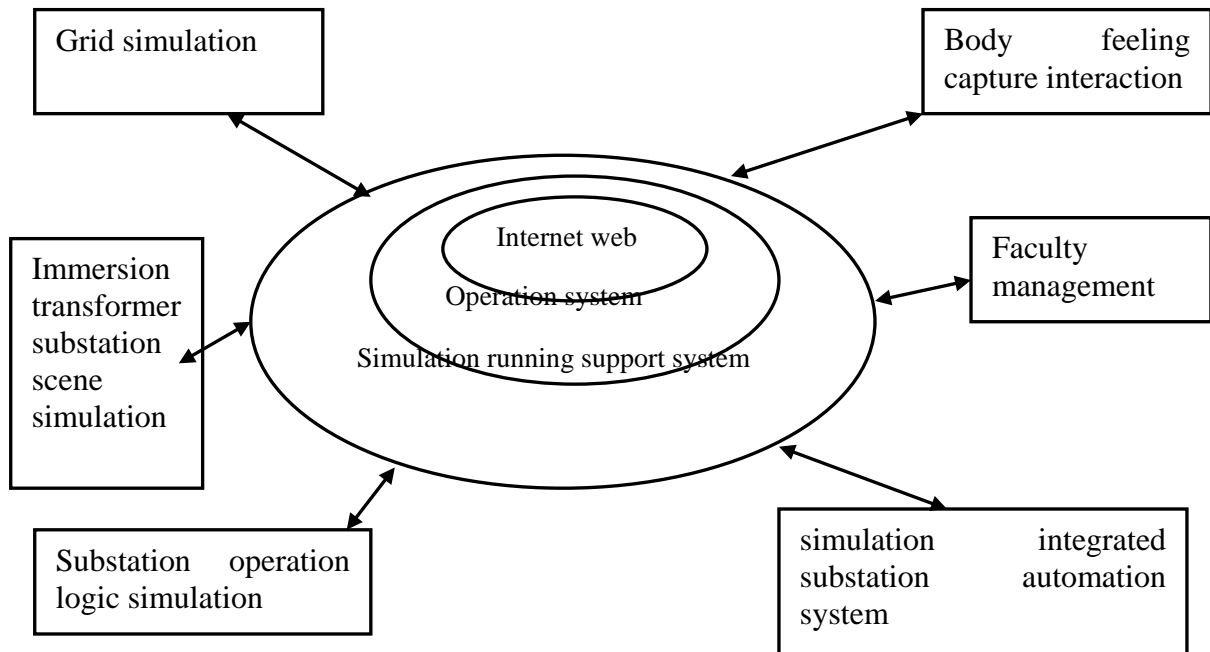 Grid simulation
Body feeling
capture interaction
Internet web
Operation system
Simulation running support system
Immersion
transformer
substation
scene
simulation
Faculty
management
Substation operation
logic simulation
simulation integrated
substation automation
system